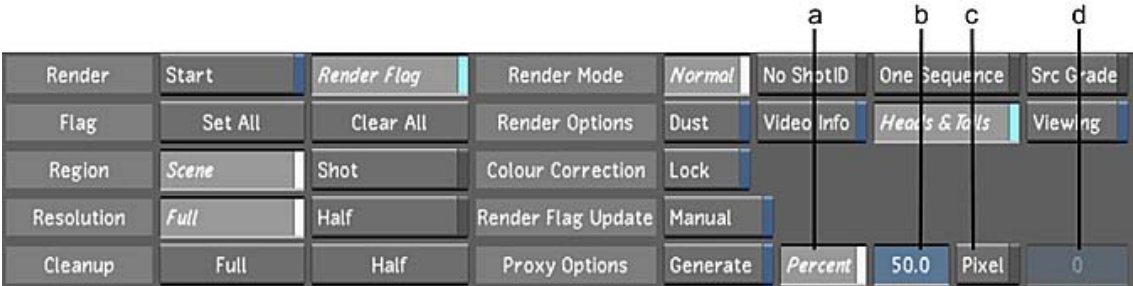 a b c d
Render Start Render Flag Render Mode Normal No ShotID One Sequence Src Grade
Flag Set All Clear All Render Options Dust Video Info Heads & Tails Viewing
Region Scene Shot Colour Correction Lock
Resolution Full Half Render Flag Update Manual
Cleanup Full Half Proxy Options Generate Percent 50.0 Pixel 0